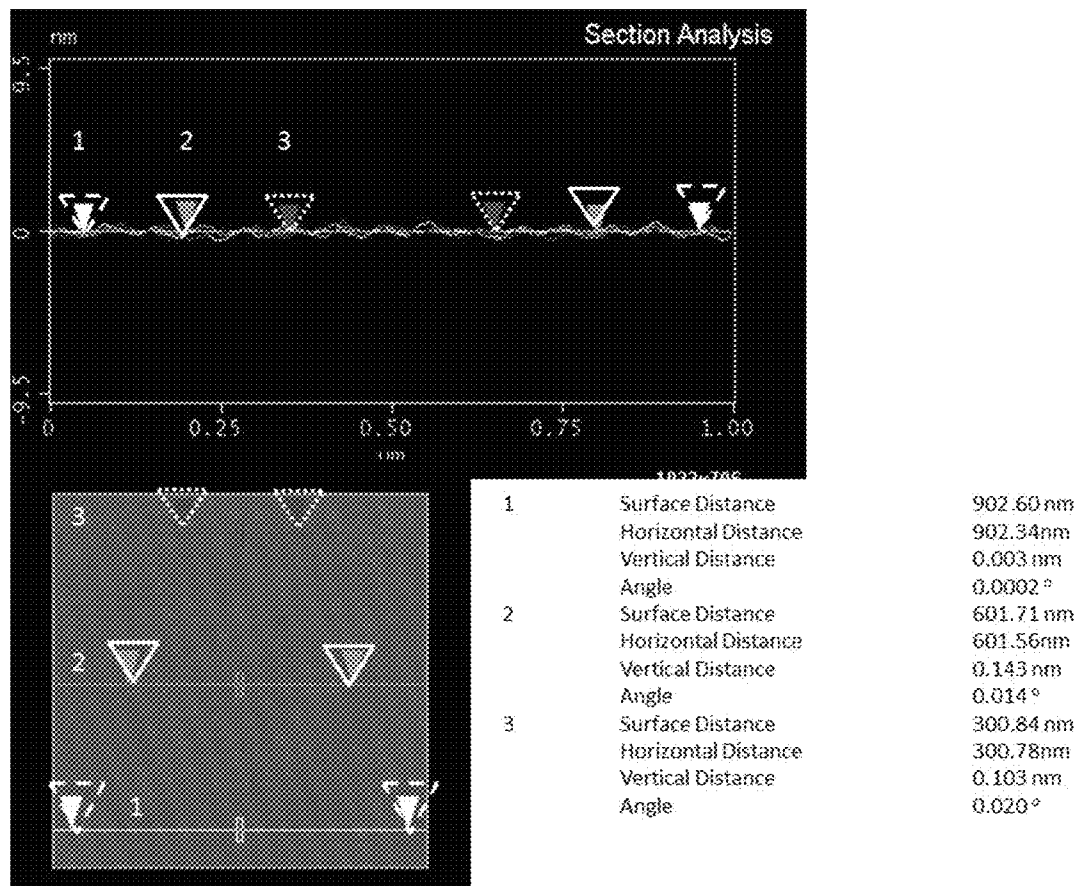 nm
Section Analysis
9.5
1 2 3
0
-9.5
0 0.25 0.50 0.75 1.00
3
2
1
1 Surface Distance 902.60 nm
Horizontal Distance 902.34nm
Vertical Distance 0.003 nm
Angle 0.0002 °
2 Surface Distance 601.71 nm
Horizontal Distance 601.56nm
Vertical Distance 0.143 nm
Angle 0.014 °
3 Surface Distance 300.84 nm
Horizontal Distance 300.78nm
Vertical Distance 0.103 nm
Angle 0.020 °